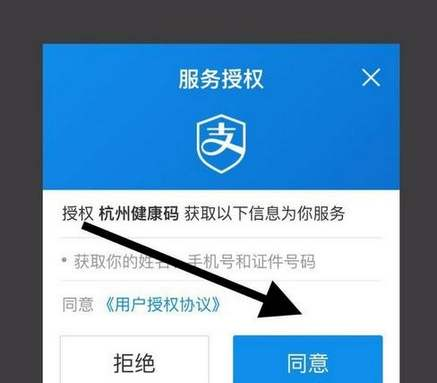 服务授权
支
授权 杭州健康码 获取以下信息为你服务
• 获取你的姓名、手机号和证件号码
同意 《用户授权协议》
拒绝 同意